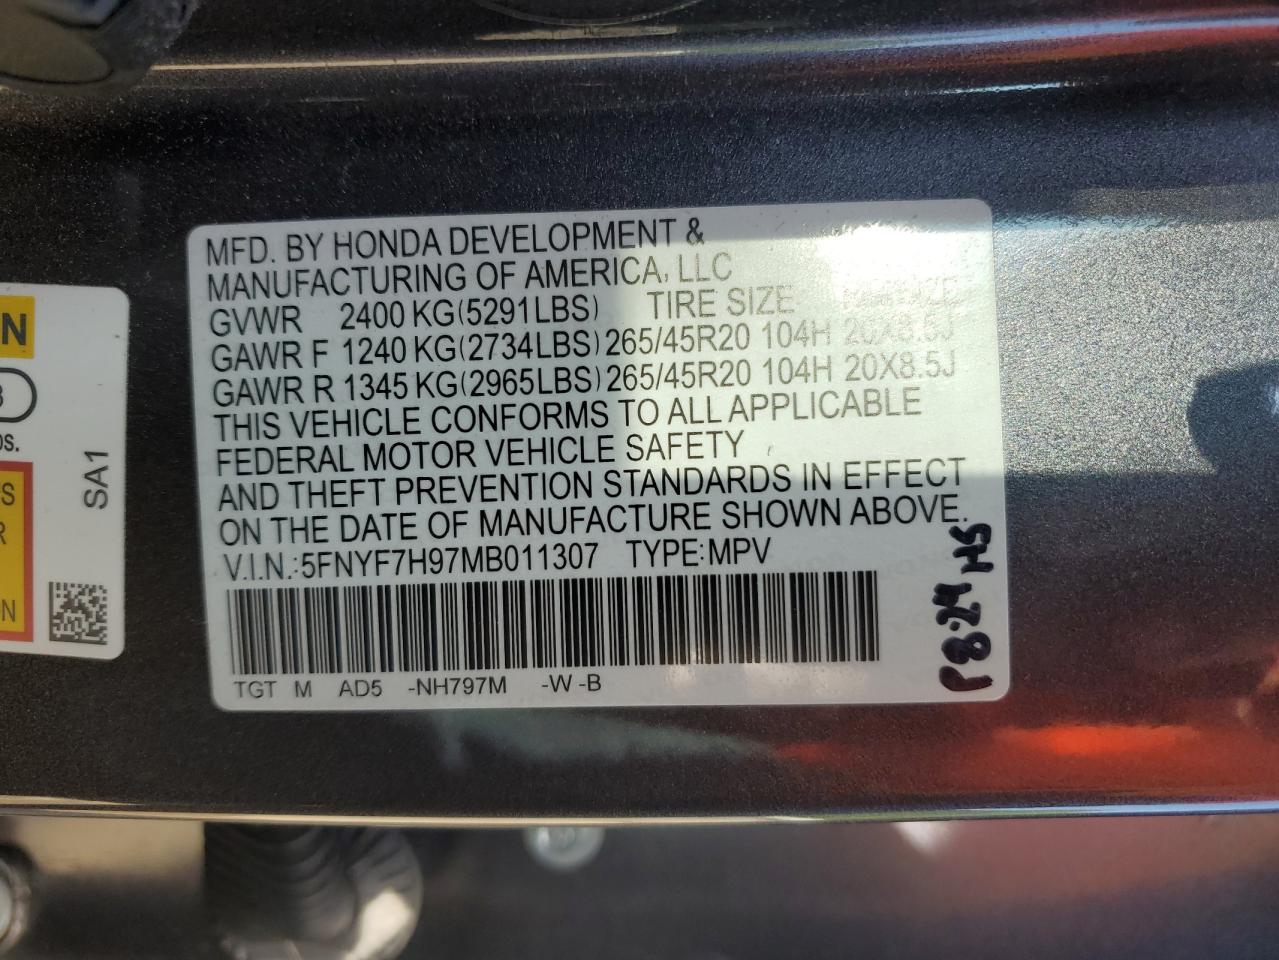 MFD. BY HONDA DEVELOPMENT &
MANUFACTURING OF AMERICA, LLC
GVWR 2400 KG(5291LBS) TIRE SIZE
GAWR F 1240 KG(2734LBS) 265/45R20 104H 20X8.5J
GAWR R 1345 KG(2965LBS) 265/45R20 104H 20X8.5J
THIS VEHICLE CONFORMS TO ALL APPLICABLE
FEDERAL MOTOR VEHICLE SAFETY
AND THEFT PREVENTION STANDARDS IN EFFECT
ON THE DATE OF MANUFACTURE SHOWN ABOVE.
V.I.N.:5FNYF7H97MB011307 TYPE:MPV
TGT M AD5 -NH797M -W -B
SA1
P8·24
HS